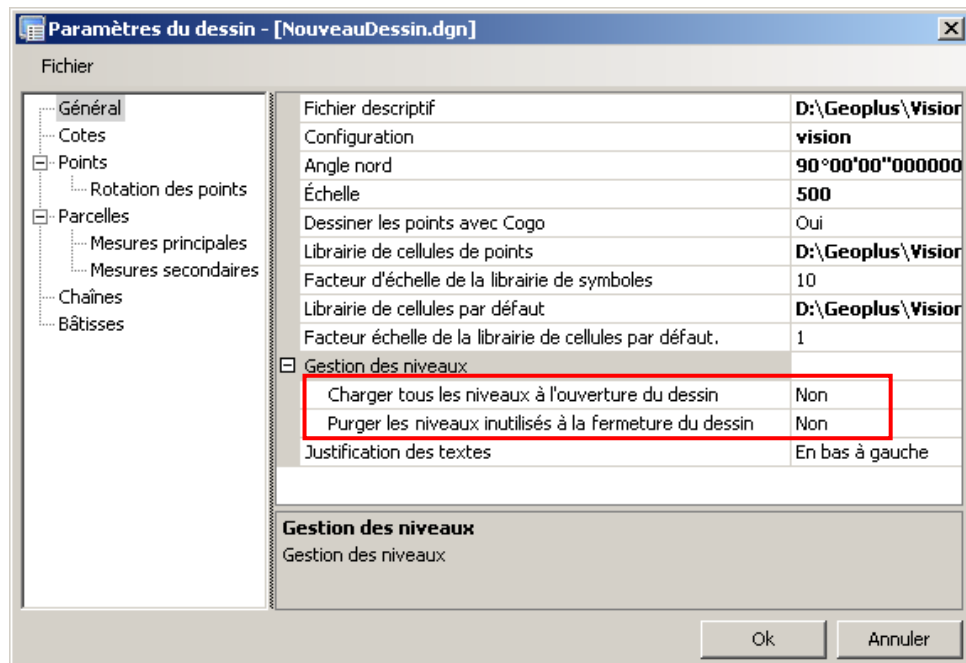 Paramètres du dessin - [NouveauDessin.dgn]
Fichier
Général
Cotes
Points
Rotation des points
Parcelles
Mesures principales
Mesures secondaires
Chaînes
Bâtisses
Fichier descriptif D:\Geoplus\Vision
Configuration vision
Angle nord 90°00'00"000000
Échelle 500
Dessiner les points avec Cogo Oui
Librairie de cellules de points D:\Geoplus\Vision
Facteur d'échelle de la librairie de symboles 10
Librairie de cellules par défaut D:\Geoplus\Vision
Facteur échelle de la librairie de cellules par défaut. 1
Gestion des niveaux
Charger tous les niveaux à l'ouverture du dessin Non
Purger les niveaux inutilisés à la fermeture du dessin Non
Justification des textes En bas à gauche
Gestion des niveaux
Gestion des niveaux
Ok Annuler